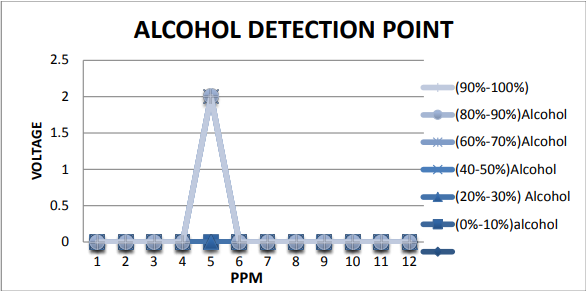 ALCOHOL DETECTION POINT
2.5
2
1.5
1
0.5
0
VOLTAGE
1 2 3 4 5 6 7 8 9 10 11 12
PPM
(90%-100%)
(80%-90%)Alcohol
(60%-70%)Alcohol
(40-50%)Alcohol
(20%-30%) Alcohol
(0%-10%)alcohol